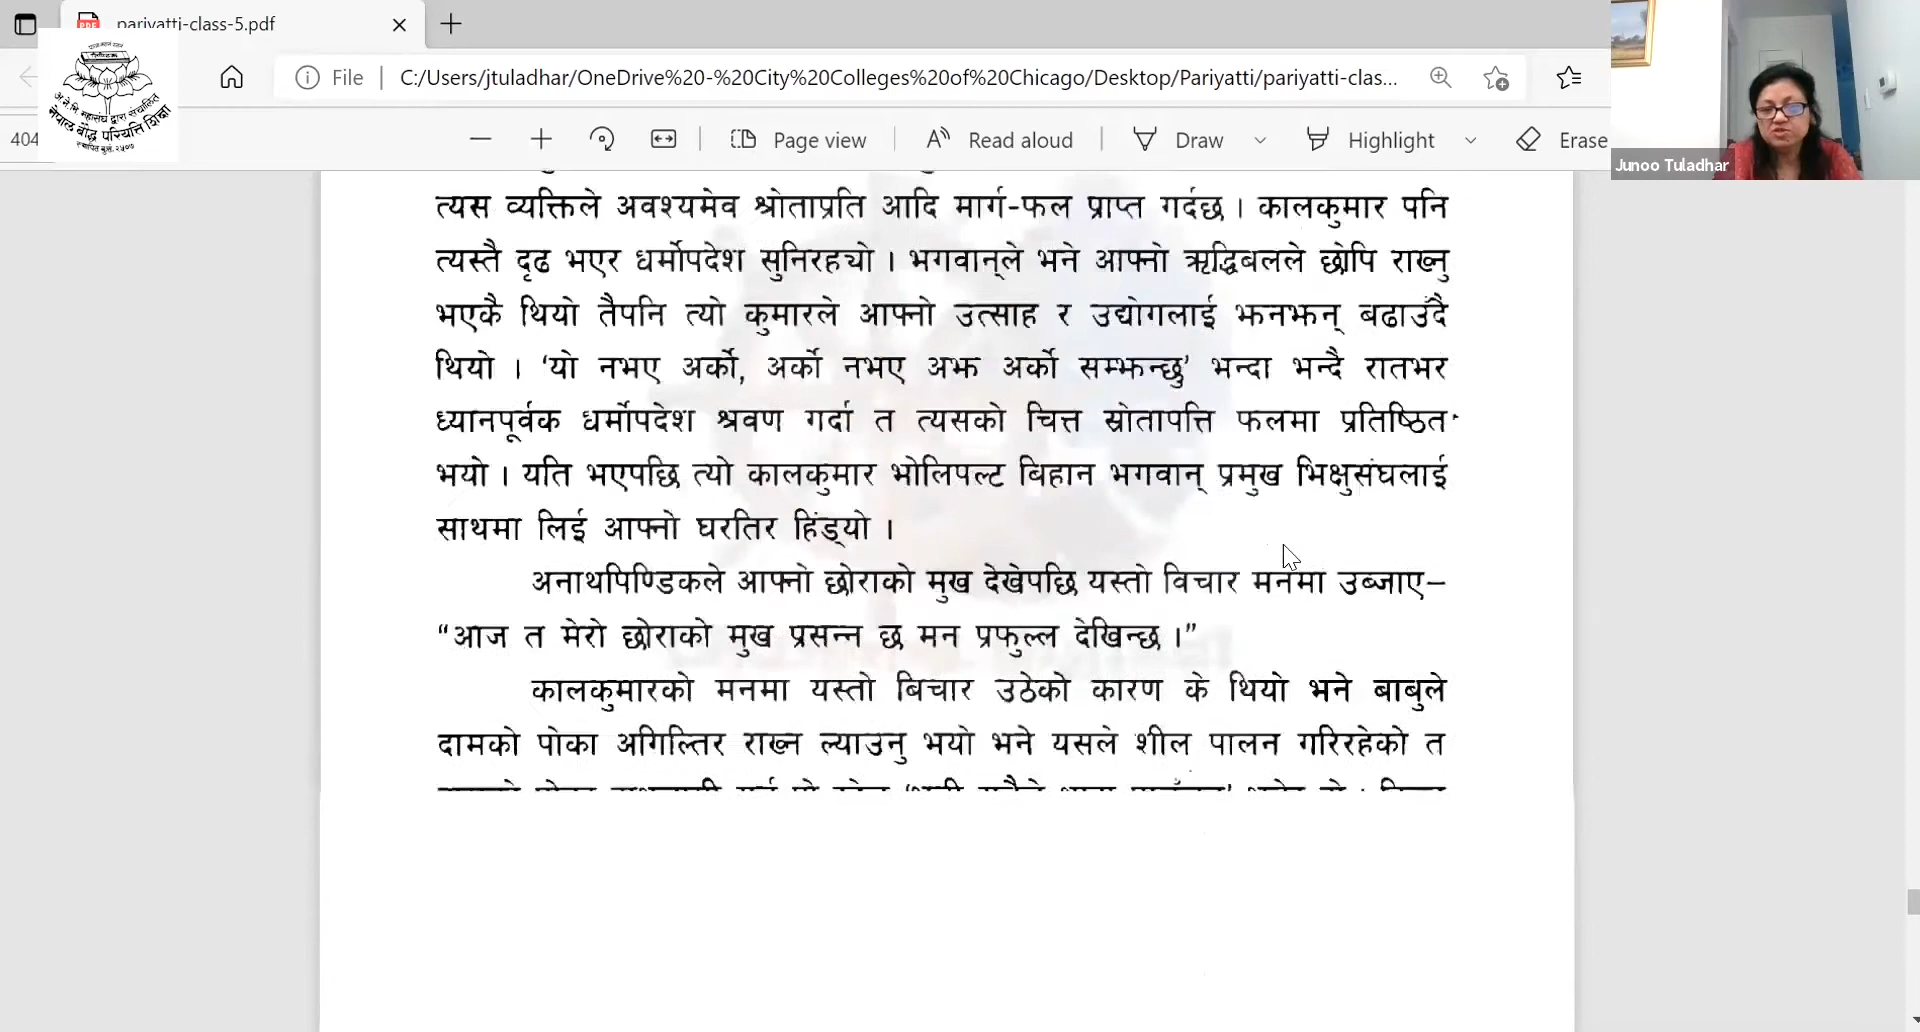 pariyatti-class-5.pdf
File
C:/Users/jtuladhar/OneDrive%20-%20City%20Colleges%20of%20Chicago/Desktop/Pariyatti/pariyatti-clas...
404
Page view
Read aloud
Draw
Highlight
Erase
Junoo Tuladhar
अ.ने.भि. महासंघ द्वारा संचालित
नेपाल बौद्ध परियत्ति शिक्षा
त्यस व्यक्तिले अवश्यमेव श्रोताप्रति आदि मार्ग-फल प्राप्त गर्दछ । कालकुमार पनि
त्यस्तै दृढ भएर धर्मोपदेश सुनिरह्यो । भगवान्‌ले भने आफ्नो ऋद्धिबलले छोपि राख्नु
भएकै थियो तैपनि त्यो कुमारले आफ्नो उत्साह र उद्योगलाई झनझन् बढाउँदै
थियो । ‘यो नभए अर्को, अर्को नभए अझ अर्को सम्झन्छु’ भन्दा भन्दै रातभर
ध्यानपूर्वक धर्मोपदेश श्रवण गर्दा त त्यसको चित्त स्रोतापत्ति फलमा प्रतिष्ठित
भयो । यति भएपछि त्यो कालकुमार भोलिपल्ट बिहान भगवान् प्रमुख भिक्षुसंघलाई
साथमा लिई आफ्नो घरतिर हिंड्यो ।
अनाथपिण्डिकले आफ्नो छोराको मुख देखेपछि यस्तो विचार मनमा उब्जाए–
“आज त मेरो छोराको मुख प्रसन्न छ मन प्रफुल्ल देखिन्छ ।”
कालकुमारको मनमा यस्तो बिचार उठेको कारण के थियो भने बाबुले
दामको पोका अगिल्तिर राख्न ल्याउनु भयो भने यसले शील पालन गरिरहेको त